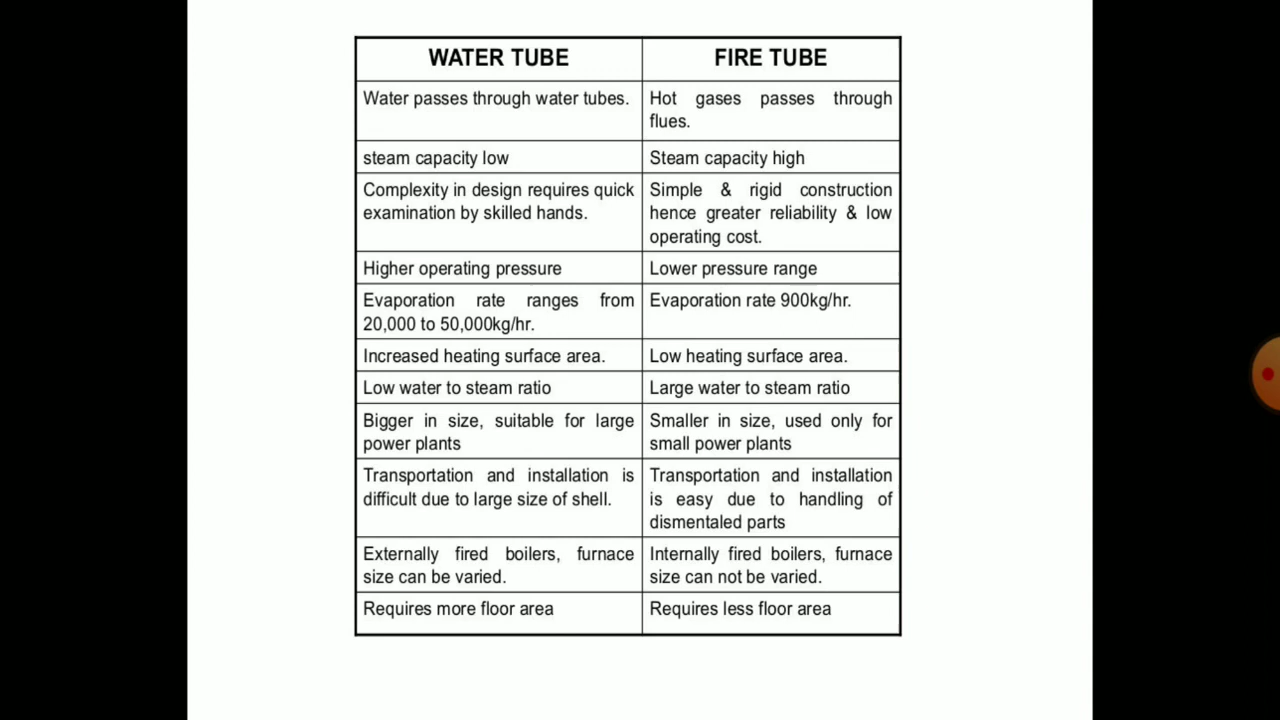 WATER TUBE
FIRE TUBE
Water passes through water tubes.
Hot gases passes through
flues.
steam capacity low
Steam capacity high
Complexity in design requires quick
examination by skilled hands.
Simple & rigid construction
hence greater reliability & low
operating cost.
Higher operating pressure
Lower pressure range
Evaporation rate ranges from
20,000 to 50,000kg/hr.
Evaporation rate 900kg/hr.
Increased heating surface area.
Low heating surface area.
Low water to steam ratio
Large water to steam ratio
Bigger in size, suitable for large
power plants
Smaller in size, used only for
small power plants
Transportation and installation is
difficult due to large size of shell.
Transportation and installation
is easy due to handling of
dismentaled parts
Externally fired boilers, furnace
size can be varied.
Internally fired boilers, furnace
size can not be varied.
Requires more floor area
Requires less floor area